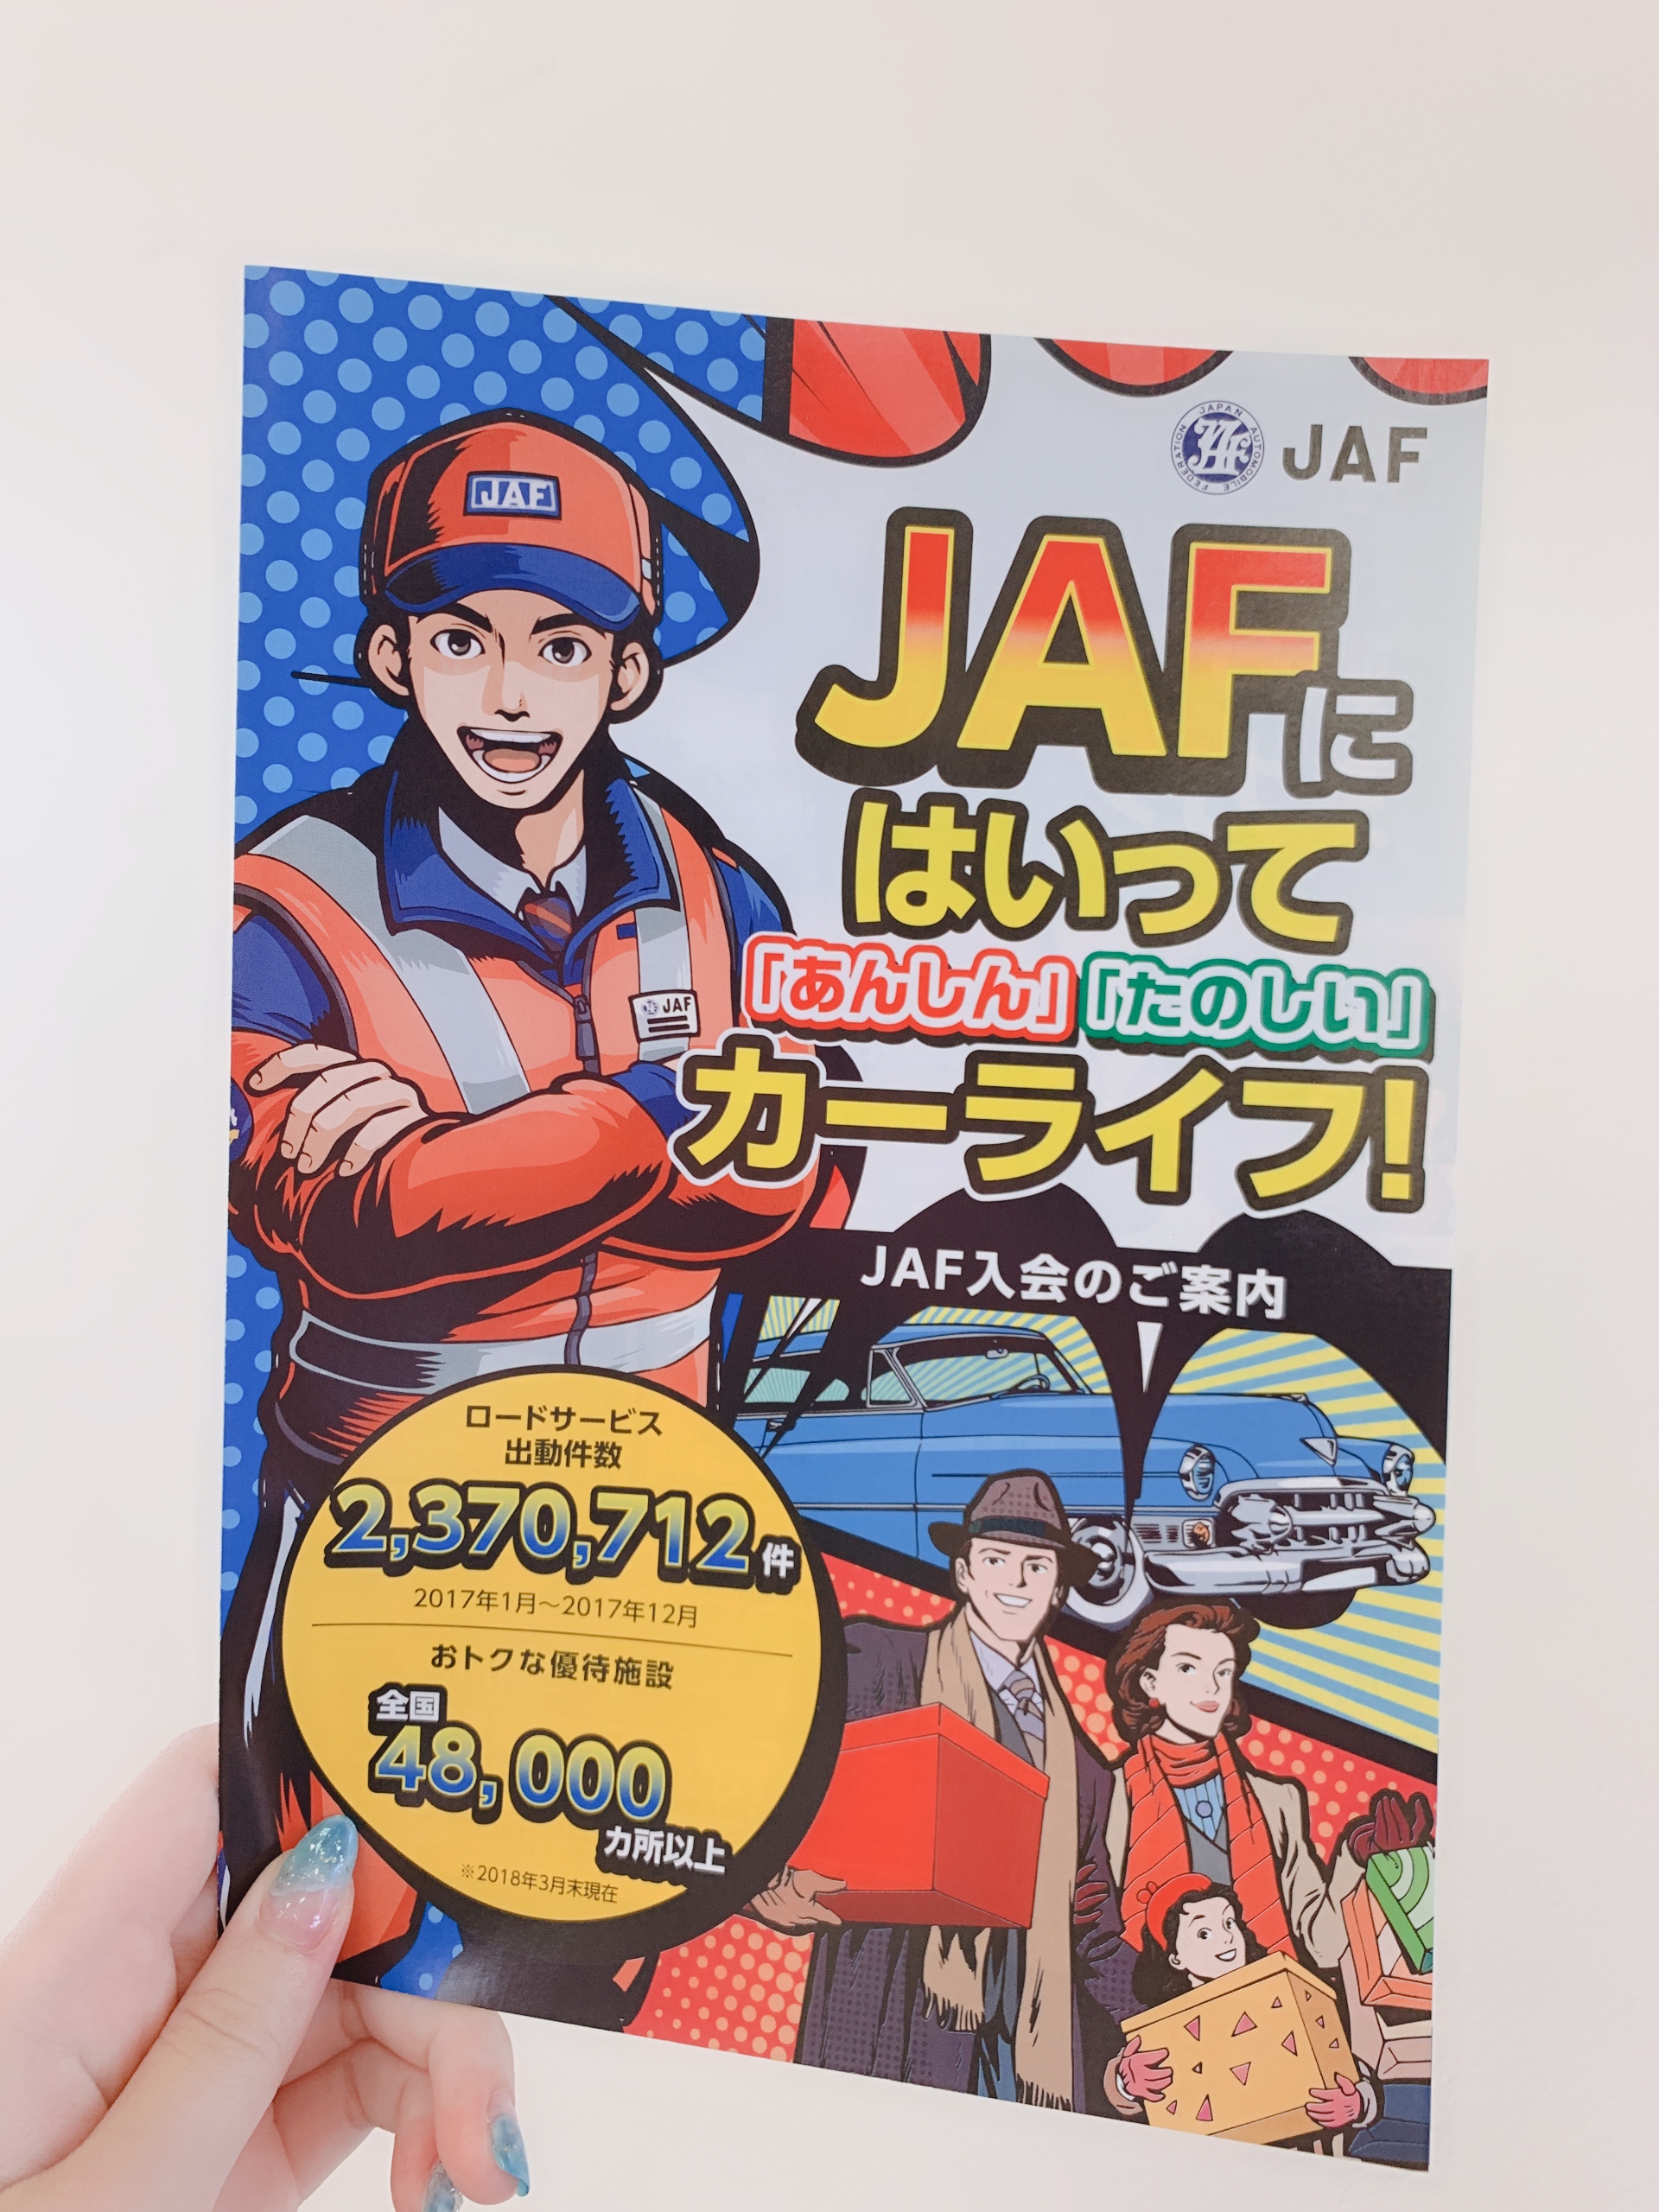 JAPAN AUTOMOBILE FEDERATION
JAF
JAF
JAF
JAFに
はいって
「あんしん」「たのしい」
カーライフ!
JAF
JAF入会のご案内
ロードサービス
出動件数
2,370,712件
2017年1月～2017年12月
おトクな優待施設
全国
48,000
カ所以上
※2018年3月末現在